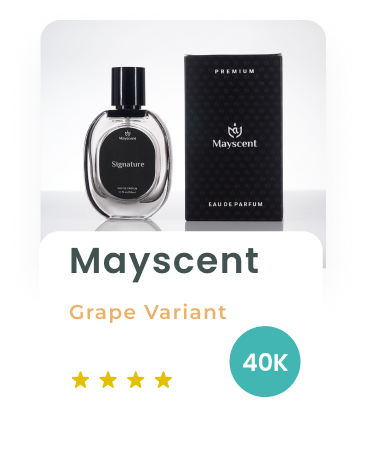 PREMIUM
Mayscent
EAU DE PARFUM
Mayscent
Signature
Mayscent
Grape Variant
40K